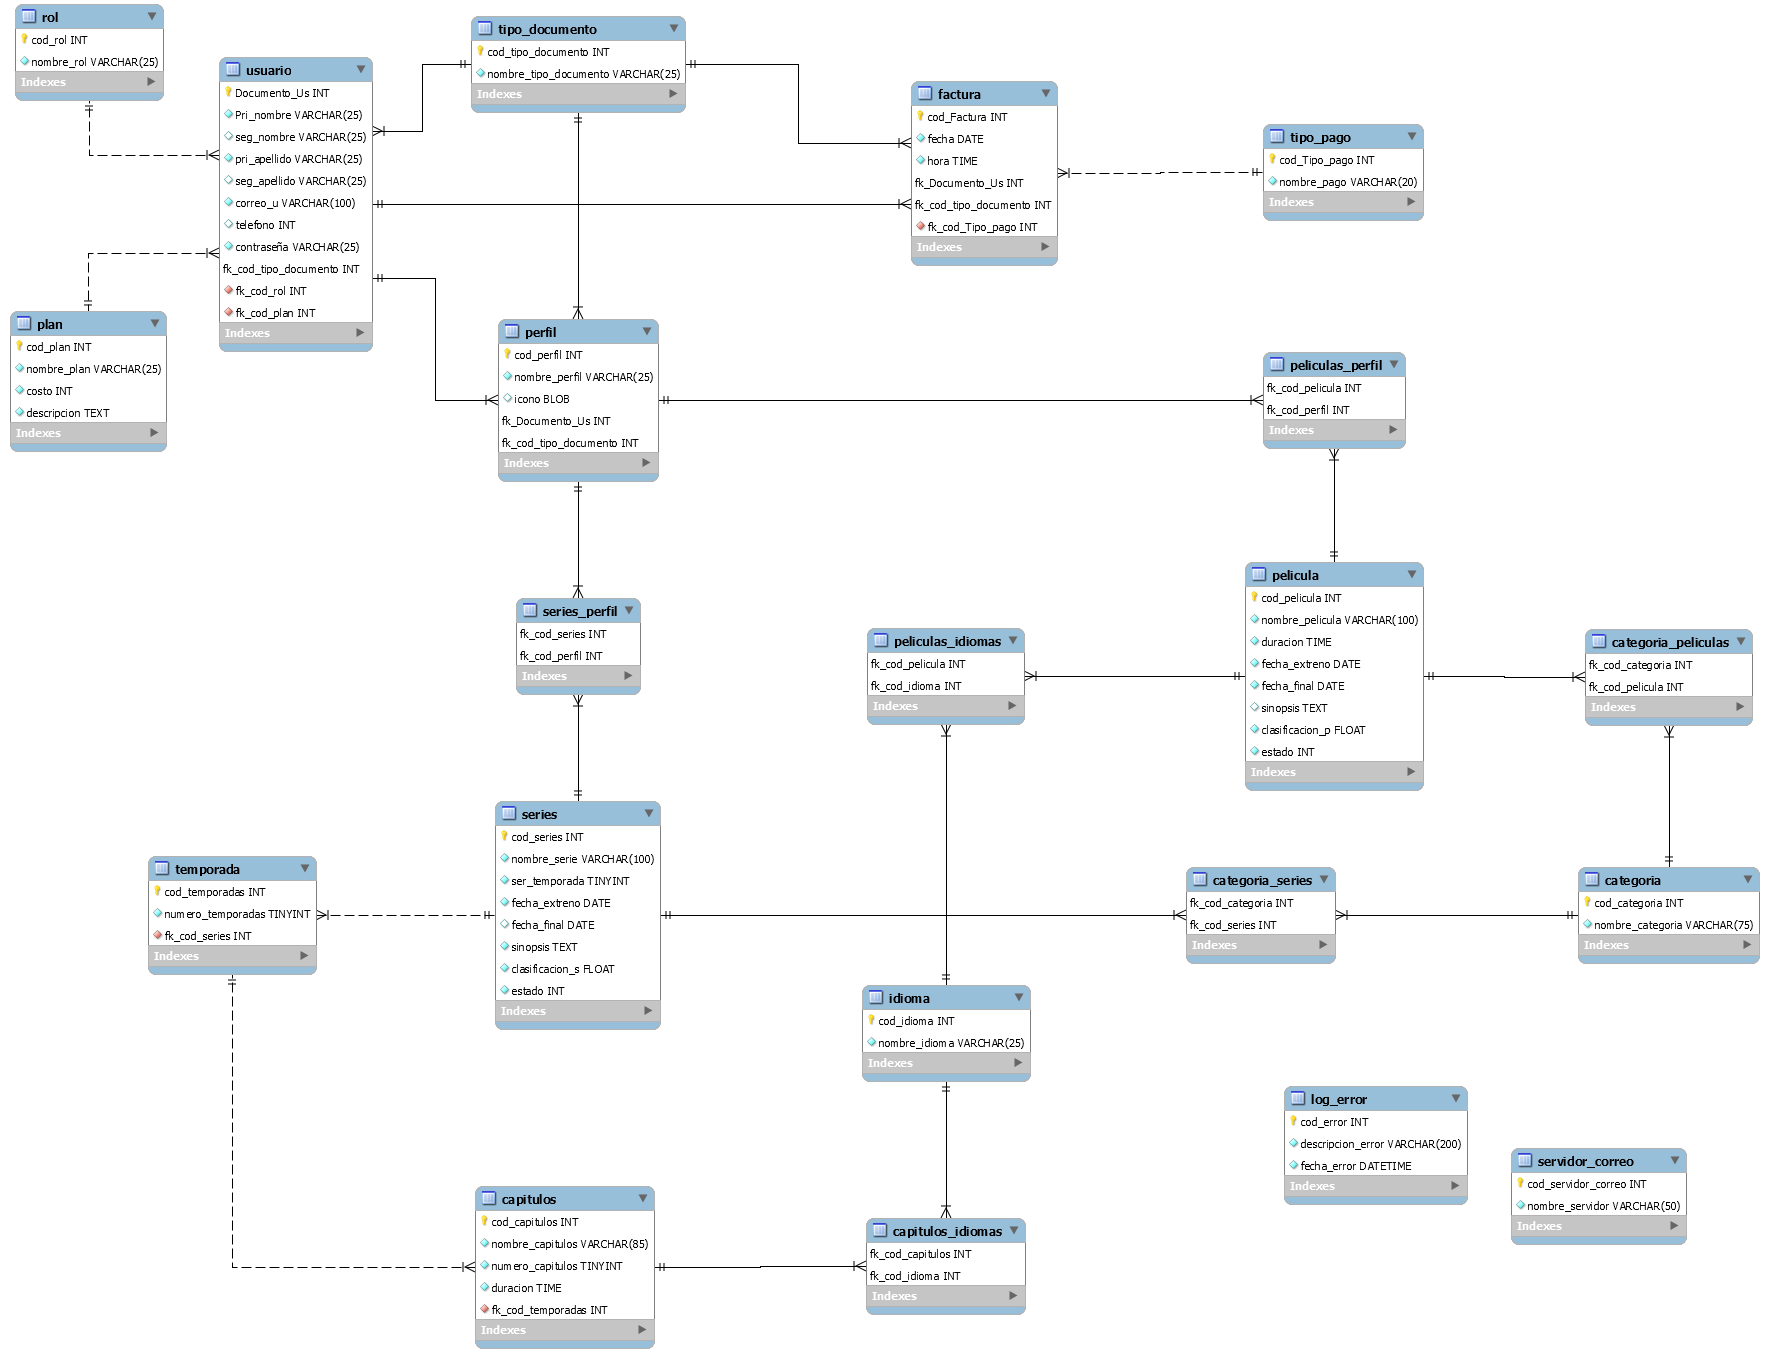 rol
cod_rol INT
nombre_rol VARCHAR(25)
Indexes
usuario
Documento_Us INT
Pri_nombre VARCHAR(25)
seg_nombre VARCHAR(25)
pri_apellido VARCHAR(25)
seg_apellido VARCHAR(25)
correo_u VARCHAR(100)
telefono INT
contraseña VARCHAR(25)
fk_cod_tipo_documento INT
fk_cod_rol INT
fk_cod_plan INT
Indexes
tipo_documento
cod_tipo_documento INT
nombre_tipo_documento VARCHAR(25)
Indexes
factura
cod_Factura INT
fecha DATE
hora TIME
fk_Documento_Us INT
fk_cod_tipo_documento INT
fk_cod_Tipo_pago INT
Indexes
tipo_pago
cod_Tipo_pago INT
nombre_pago VARCHAR(20)
Indexes
plan
cod_plan INT
nombre_plan VARCHAR(25)
costo INT
descripcion TEXT
Indexes
perfil
cod_perfil INT
nombre_perfil VARCHAR(25)
icono BLOB
fk_Documento_Us INT
fk_cod_tipo_documento INT
Indexes
peliculas_perfil
fk_cod_pelicula INT
fk_cod_perfil INT
Indexes
series_perfil
fk_cod_series INT
fk_cod_perfil INT
Indexes
peliculas_idiomas
fk_cod_pelicula INT
fk_cod_idioma INT
Indexes
pelicula
cod_pelicula INT
nombre_pelicula VARCHAR(100)
duracion TIME
fecha_extreno DATE
fecha_final DATE
sinopsis TEXT
clasificacion_p FLOAT
estado INT
Indexes
categoria_peliculas
fk_cod_categoria INT
fk_cod_pelicula INT
Indexes
temporada
cod_temporadas INT
numero_temporadas TINYINT
fk_cod_series INT
Indexes
series
cod_series INT
nombre_serie VARCHAR(100)
ser_temporada TINYINT
fecha_extreno DATE
fecha_final DATE
sinopsis TEXT
clasificacion_s FLOAT
estado INT
Indexes
categoria_series
fk_cod_categoria INT
fk_cod_series INT
Indexes
categoria
cod_categoria INT
nombre_categoria VARCHAR(75)
Indexes
idioma
cod_idioma INT
nombre_idioma VARCHAR(25)
Indexes
log_error
cod_error INT
descripcion_error VARCHAR(200)
fecha_error DATETIME
Indexes
servidor_correo
cod_servidor_correo INT
nombre_servidor VARCHAR(50)
Indexes
capitulos
cod_capitulos INT
nombre_capitulos VARCHAR(85)
numero_capitulos TINYINT
duracion TIME
fk_cod_temporadas INT
Indexes
capitulos_idiomas
fk_cod_capitulos INT
fk_cod_idioma INT
Indexes